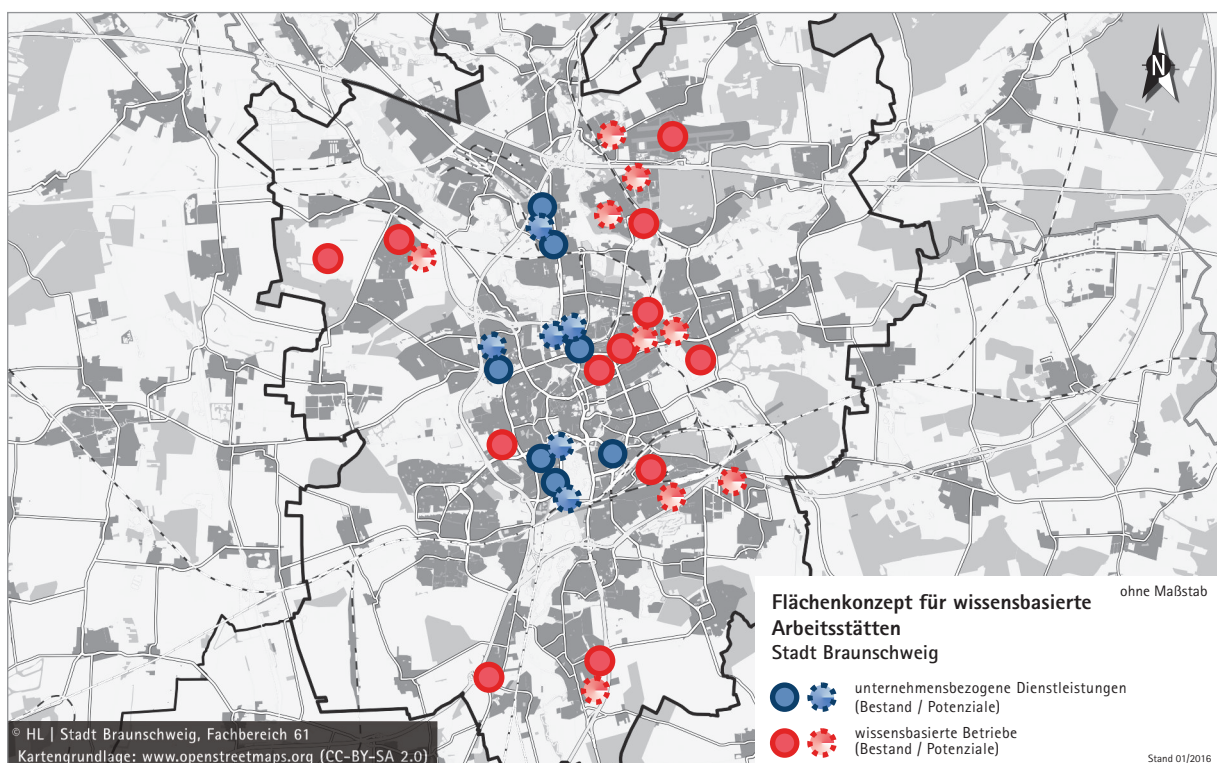 N
ohne Maßstab
Flächenkonzept für wissensbasierte
Arbeitsstätten
Stadt Braunschweig
unternehmensbezogene Dienstleistungen
(Bestand / Potenziale)
wissensbasierte Betriebe
(Bestand / Potenziale)
Stand 01/2016
© HL | Stadt Braunschweig, Fachbereich 61
Kartengrundlage: www.openstreetmaps.org (CC-BY-SA 2.0)